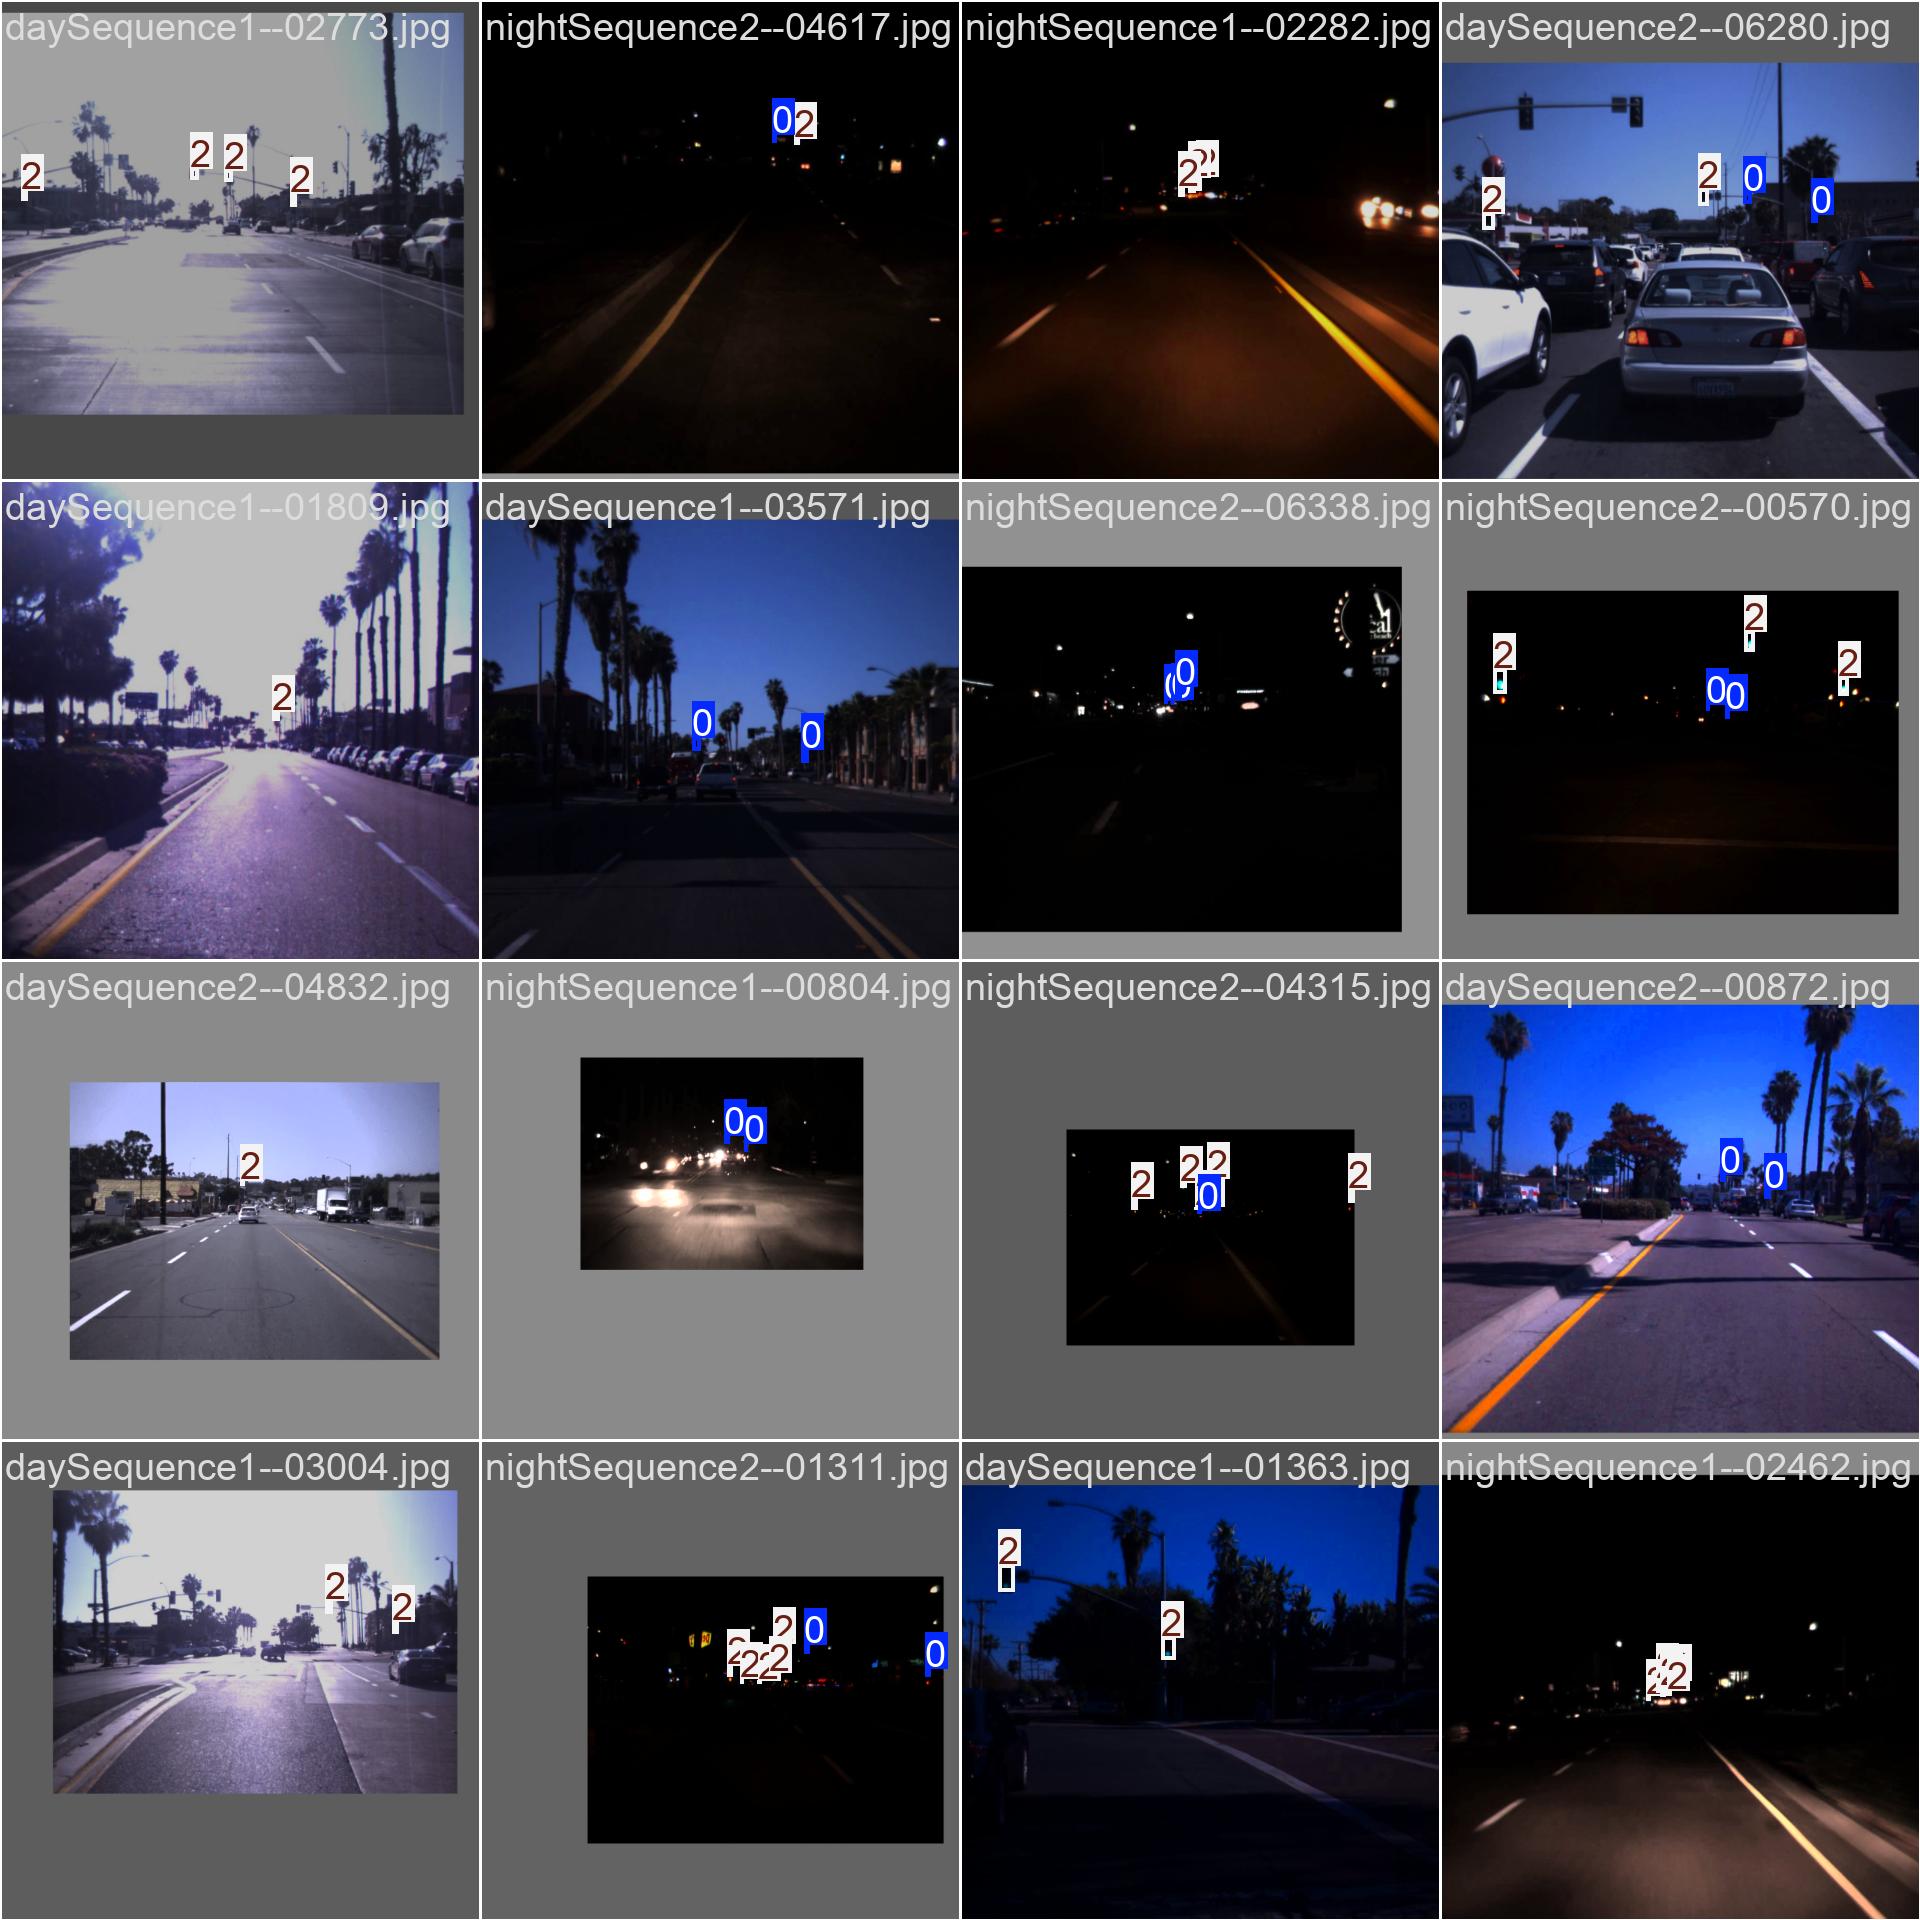 daySequence1--02773.jpg
nightSequence2--04617.jpg
nightSequence1--02282.jpg
daySequence2--06280.jpg
2
2
2
2
0
2
2
2
2
0
0
daySequence1--01809.jpg
daySequence1--03571.jpg
nightSequence2--06338.jpg
nightSequence2--00570.jpg
2
0
0
0
2
2
2
0
0
daySequence2--04832.jpg
nightSequence1--00804.jpg
nightSequence2--04315.jpg
daySequence2--00872.jpg
2
0
0
2
2
2
0
2
0
0
daySequence1--03004.jpg
nightSequence2--01311.jpg
daySequence1--01363.jpg
nightSequence1--02462.jpg
2
2
2
2
2
2
2
0
0
2
2
2
2